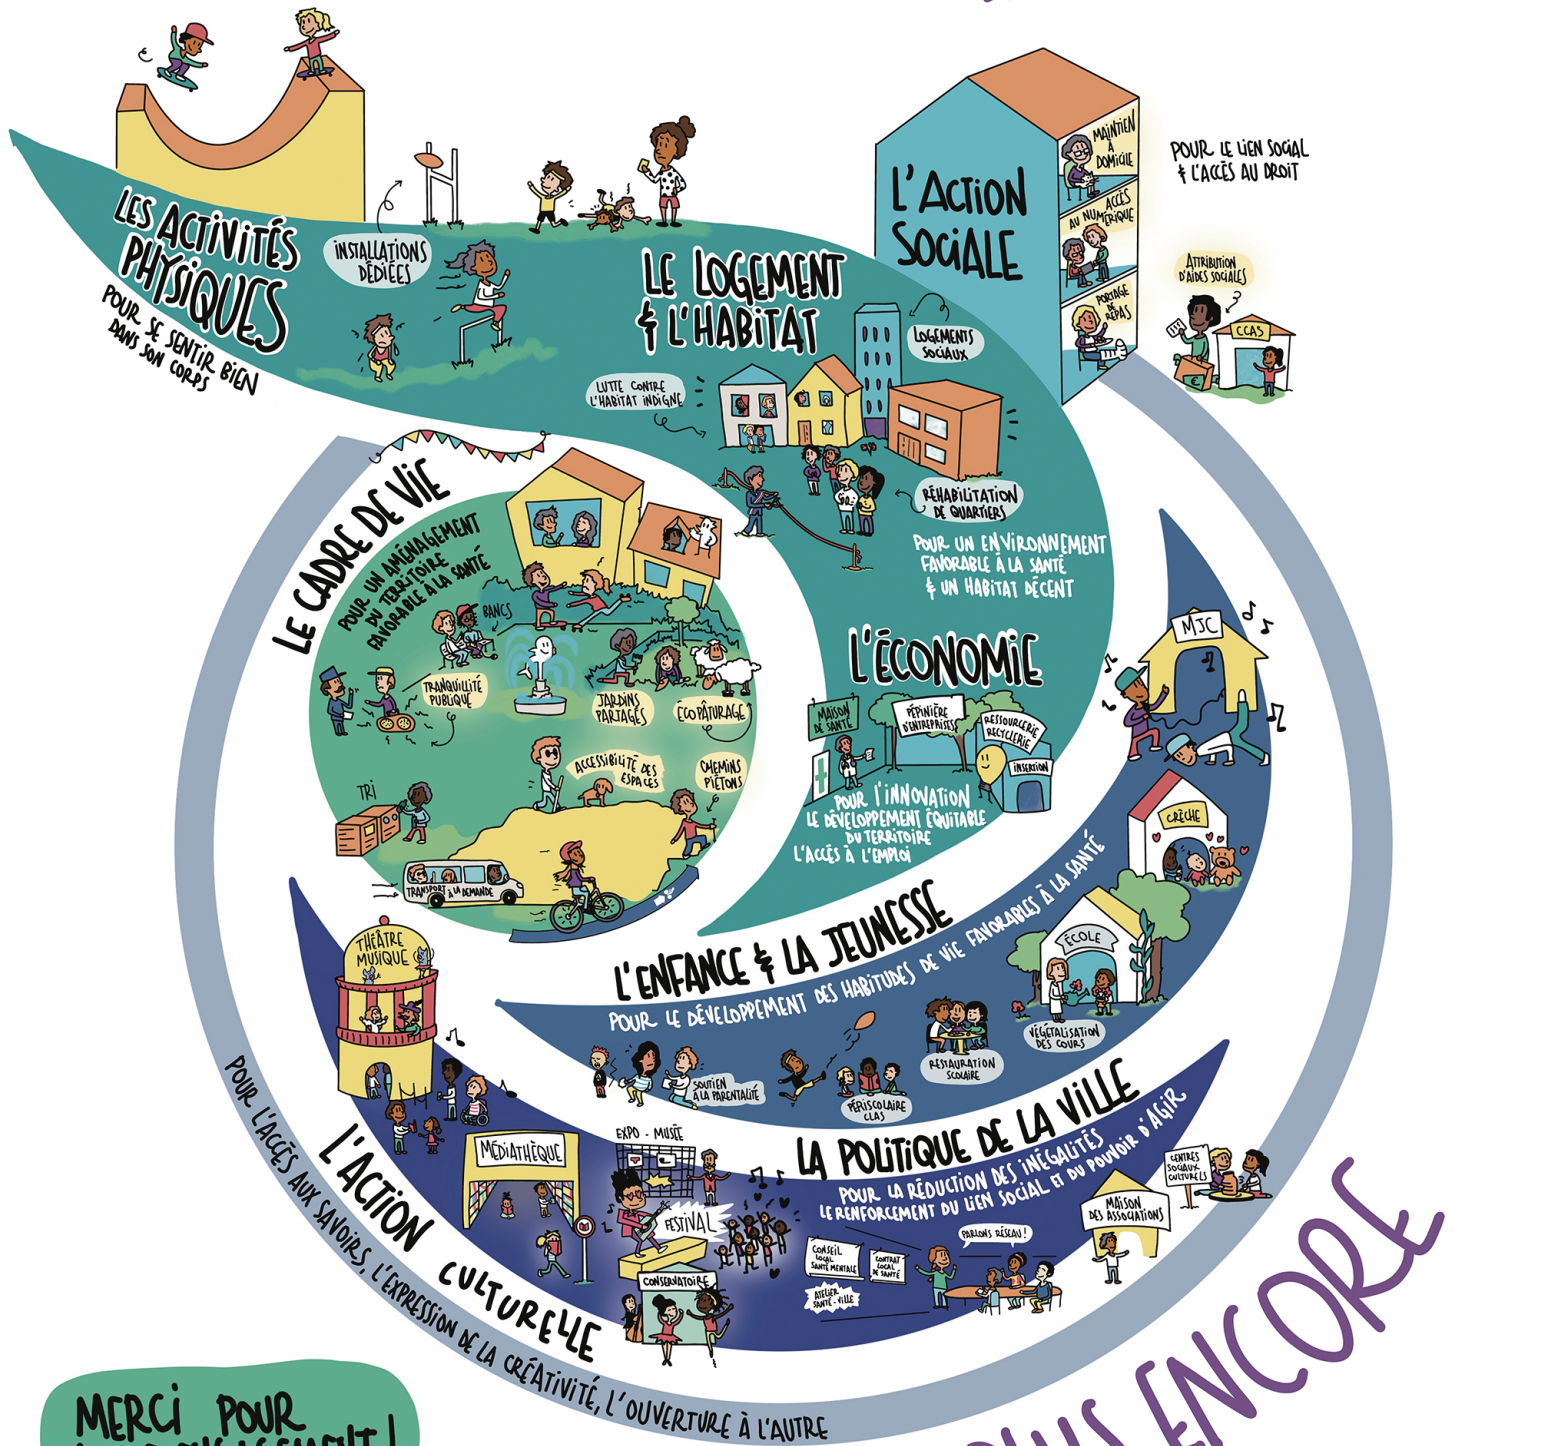 LES ACTIVITÉS
PHYSIQUES
POUR SE SENTIR BIEN
DANS SON CORPS
INSTALLATIONS
DÉDIÉES
LE LOGEMENT
& L'HABITAT
LOGEMENTS
SOCIAUX
LUTTE CONTRE
L'HABITAT INDIGNE
RÉHABILITATION
DE QUARTIERS
POUR UN ENVIRONNEMENT
FAVORABLE À LA SANTÉ
& UN HABITAT DÉCENT
L'ACTION
SOCIALE
MAINTIEN
À
DOMICILE
ACCÈS
AU NUMÉRIQUE
PORTAGE
DE
REPAS
POUR LE LIEN SOCIAL
& L'ACCÈS AU DROIT
ATTRIBUTION
D'AIDES SOCIALES
CCAS
€
LE CADRE DE VIE
POUR UN AMÉNAGEMENT
DU TERRITOIRE
FAVORABLE À LA SANTÉ
BANCS
TRANQUILLITÉ
PUBLIQUE
JARDINS
PARTAGÉS
ÉCOPÂTURAGE
ACCESSIBILITÉ DES
ESPACES
CHEMINS
PIÉTONS
TRI
TRANSPORT À LA DEMANDE
L'ÉCONOMIE
MAISON
DE SANTÉ
PÉPINIÈRE
D'ENTREPRISES
RESSOURCERIE
RECYCLERIE
INSERTION
POUR l'INNOVATION
LE DÉVELOPPEMENT ÉQUITABLE
DU TERRITOIRE
L'ACCÈS À L'EMPLOI
MJC
CRÈCHE
ÉCOLE
VÉGÉTALISATION
DES COURS
L'ENFANCE & LA JEUNESSE
POUR LE DÉVELOPPEMENT DES HABITUDES DE VIE FAVORABLES À LA SANTÉ
SOUTIEN
À LA PARENTALITÉ
PÉRISCOLAIRE
CLAS
RESTAURATION
SCOLAIRE
LA POLITIQUE DE LA VILLE
POUR LA RÉDUCTION DES INÉGALITÉS
LE RENFORCEMENT DU LIEN SOCIAL ET DU POUVOIR D'AGIR
CONSEIL
LOCAL
SANTÉ MENTALE
CONTRAT
LOCAL
DE SANTÉ
ATELIER
SANTÉ-VILLE
PARLONS RÉSEAU !
MAISON
DES ASSOCIATIONS
CENTRES
SOCIAUX
CULTURELS
THÉÂTRE
MUSIQUE
MÉDIATHÈQUE
EXPO - MUSÉE
FESTIVAL
CONSERVATOIRE
L'ACTION CULTURELLE
POUR L'ACCÈS AUX SAVOIRS, L'EXPRESSION DE LA CRÉATIVITÉ, L'OUVERTURE À L'AUTRE
MERCI POUR
ENCORE